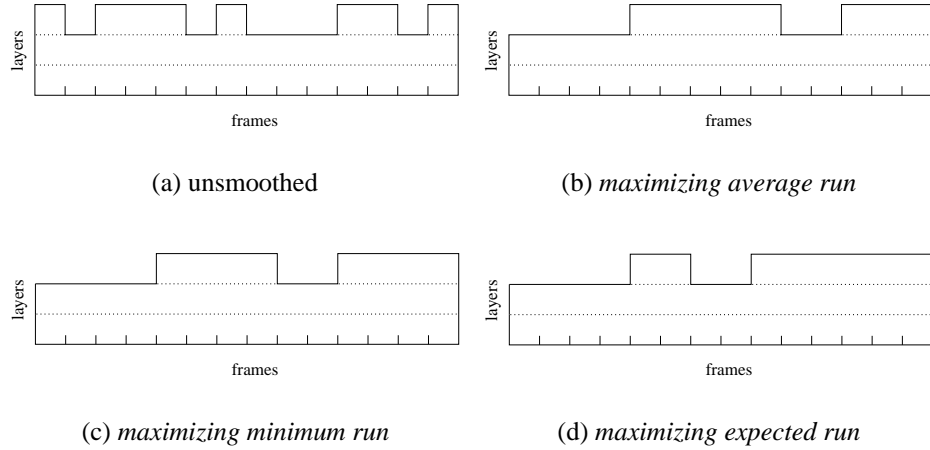 layers
layers
frames
frames
(a) unsmoothed
(b) maximizing average run
layers
layers
frames
frames
(c) maximizing minimum run
(d) maximizing expected run